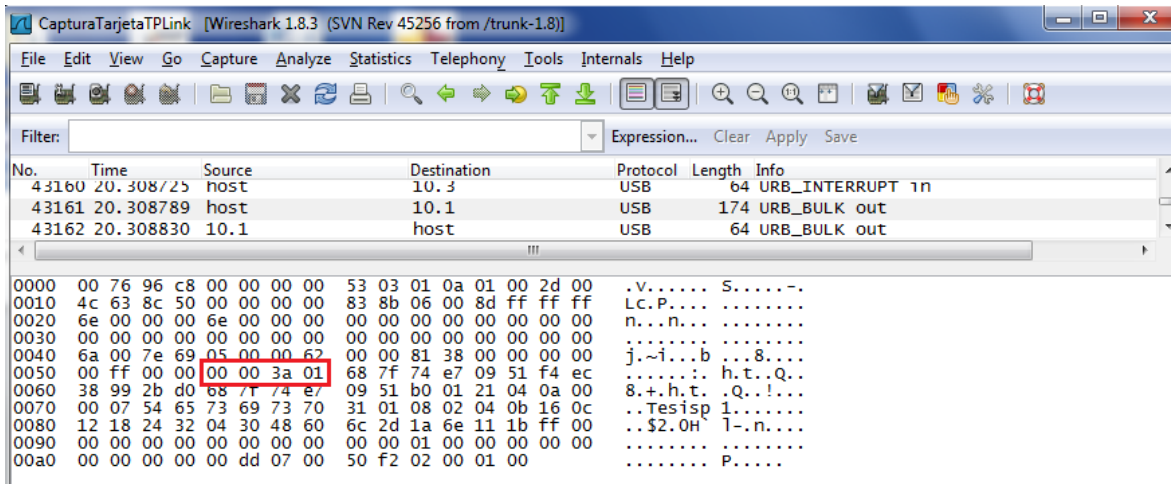 CapturaTarjetaTPLink [Wireshark 1.8.3 (SVN Rev 45256 from /trunk-1.8)]
File Edit View Go Capture Analyze Statistics Telephony Tools Internals Help
Filter: Expression... Clear Apply Save
No. Time Source Destination Protocol Length Info
43160 20.308725 host 10.3 USB 64 URB_INTERRUPT in
43161 20.308789 host 10.1 USB 174 URB_BULK out
43162 20.308830 10.1 host USB 64 URB_BULK out
0000 00 76 96 c8 00 00 00 00 53 03 01 0a 01 00 2d 00 .v...... S.....-.
0010 4c 63 8c 50 00 00 00 00 83 8b 06 00 8d ff ff ff Lc.P.... ........
0020 6e 00 00 00 6e 00 00 00 00 00 00 00 00 00 00 00 n...n... ........
0030 00 00 00 00 00 00 00 00 00 00 00 00 00 00 00 00 ........ ........
0040 6a 00 7e 69 05 00 00 62 00 00 81 38 00 00 00 00 j.~i...b ...8....
0050 00 ff 00 00 00 00 3a 01 68 7f 74 e7 09 51 f4 ec ......:. h.t..Q..
0060 38 99 2b d0 68 7f 74 e7 09 51 b0 01 21 04 0a 00 8.+.h.t. .Q..!...
0070 00 07 54 65 73 69 73 70 31 01 08 02 04 0b 16 0c ..Tesisp 1.......
0080 12 18 24 32 04 30 48 60 6c 2d 1a 6e 11 1b ff 00 ..$2.0H` l-.n....
0090 00 00 00 00 00 00 00 00 00 00 01 00 00 00 00 00 ........ ........
00a0 00 00 00 00 00 dd 07 00 50 f2 02 00 01 00 ........ P.....